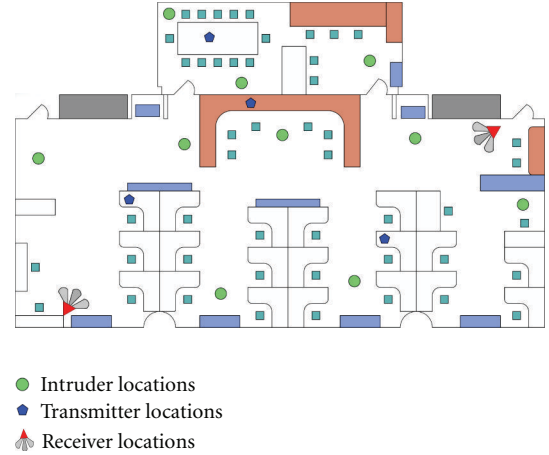 Intruder locations
Transmitter locations
Receiver locations